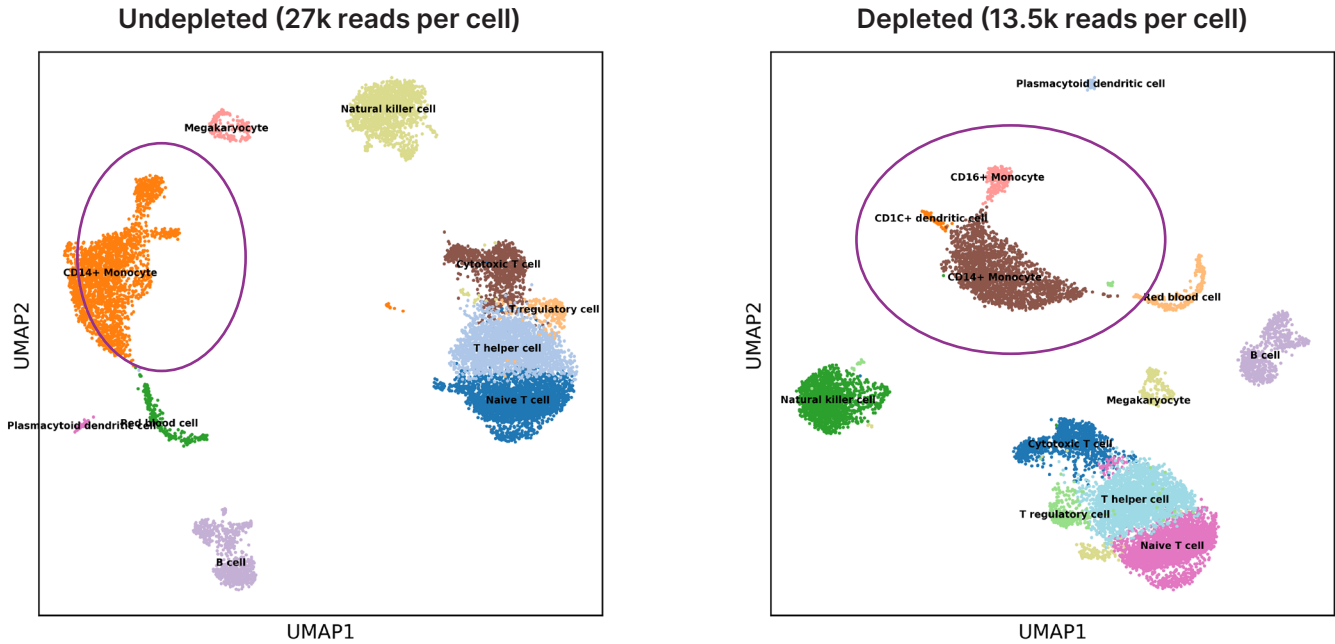 Undepleted (27k reads per cell)
Natural killer cell
Megakaryocyte
CD14+ Monocyte
Cytotoxic T cell
T regulatory cell
T helper cell
Naive T cell
Plasmacytoid dendritic cell
Red blood cell
B cell
UMAP2
UMAP1
Depleted (13.5k reads per cell)
Plasmacytoid dendritic cell
CD16+ Monocyte
CD1C+ dendritic cell
CD14+ Monocyte
Red blood cell
B cell
Natural killer cell
Megakaryocyte
Cytotoxic T cell
T helper cell
T regulatory cell
Naive T cell
UMAP2
UMAP1